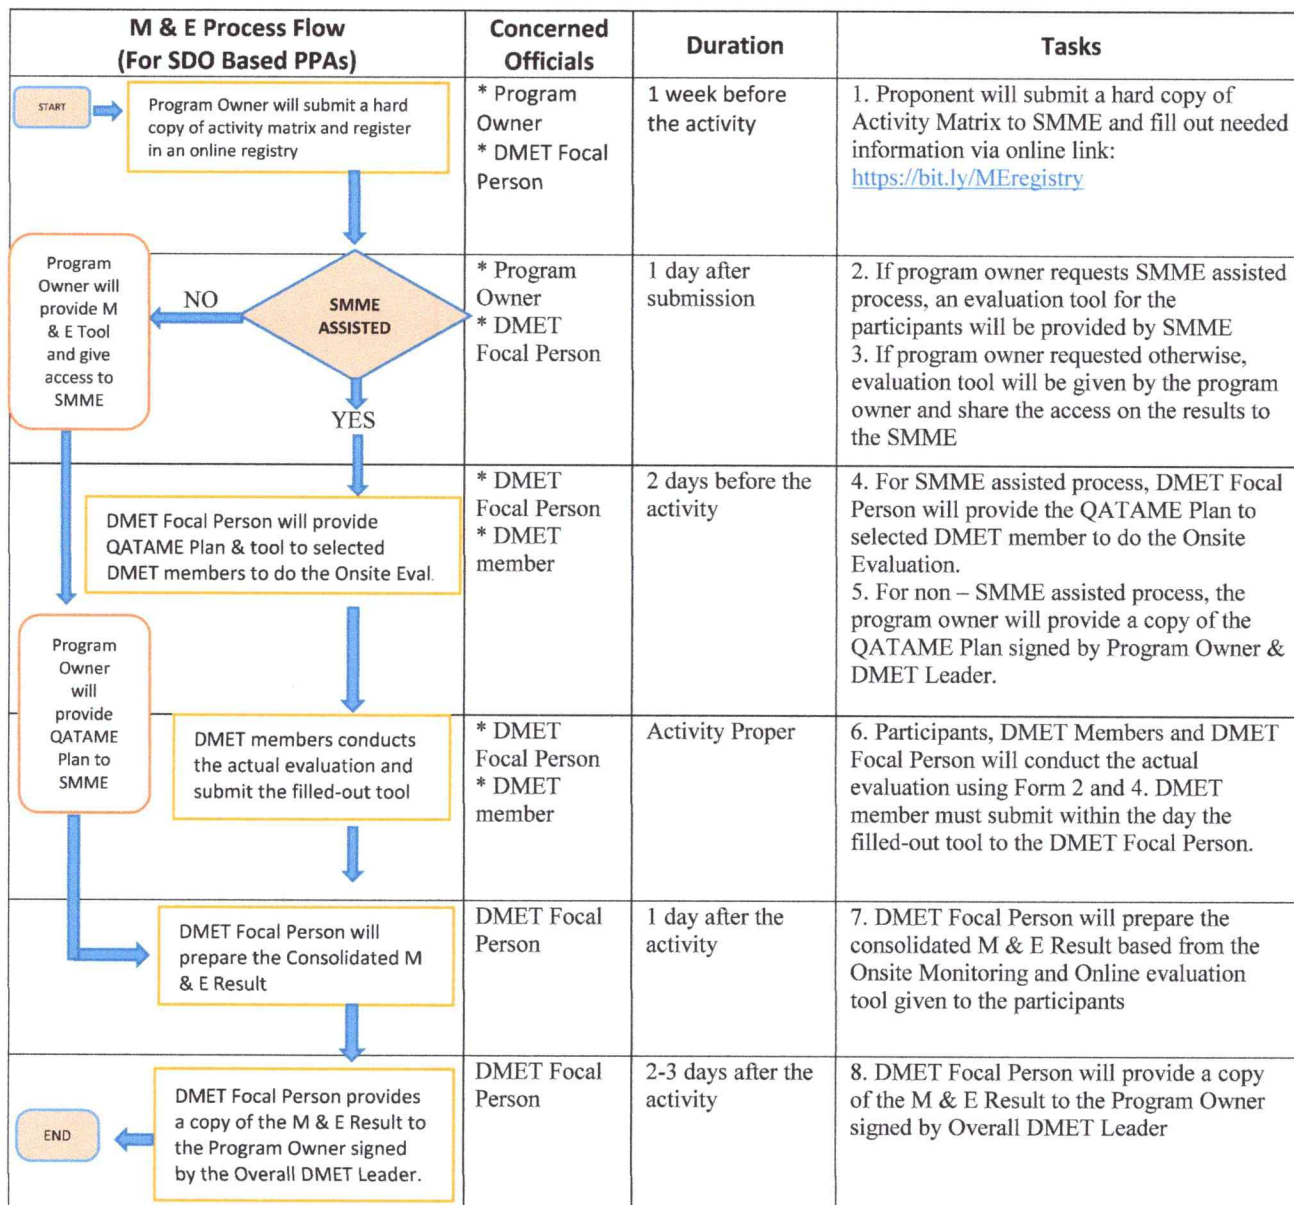 M & E Process Flow
(For SDO Based PPAs)
Concerned
Officials
Duration
Tasks
START
Program Owner will submit a hard
copy of activity matrix and register
in an online registry
* Program
Owner
* DMET Focal
Person
1 week before
the activity
1. Proponent will submit a hard copy of
Activity Matrix to SMME and fill out needed
information via online link:
https://bit.ly/MEregistry
Program
Owner will
provide M
& E Tool
and give
access to
SMME
NO
SMME
ASSISTED
YES
* Program
Owner
* DMET
Focal Person
1 day after
submission
2. If program owner requests SMME assisted
process, an evaluation tool for the
participants will be provided by SMME
3. If program owner requested otherwise,
evaluation tool will be given by the program
owner and share the access on the results to
the SMME
DMET Focal Person will provide
QATAME Plan & tool to selected
DMET members to do the Onsite Eval.
* DMET
Focal Person
* DMET
member
2 days before the
activity
4. For SMME assisted process, DMET Focal
Person will provide the QATAME Plan to
selected DMET member to do the Onsite
Evaluation.
5. For non – SMME assisted process, the
program owner will provide a copy of the
QATAME Plan signed by Program Owner &
DMET Leader.
Program
Owner
will
provide
QATAME
Plan to
SMME
DMET members conducts
the actual evaluation and
submit the filled-out tool
* DMET
Focal Person
* DMET
member
Activity Proper
6. Participants, DMET Members and DMET
Focal Person will conduct the actual
evaluation using Form 2 and 4. DMET
member must submit within the day the
filled-out tool to the DMET Focal Person.
DMET Focal Person will
prepare the Consolidated M
& E Result
DMET Focal
Person
1 day after the
activity
7. DMET Focal Person will prepare the
consolidated M & E Result based from the
Onsite Monitoring and Online evaluation
tool given to the participants
END
DMET Focal Person provides
a copy of the M & E Result to
the Program Owner signed
by the Overall DMET Leader.
DMET Focal
Person
2-3 days after the
activity
8. DMET Focal Person will provide a copy
of the M & E Result to the Program Owner
signed by Overall DMET Leader